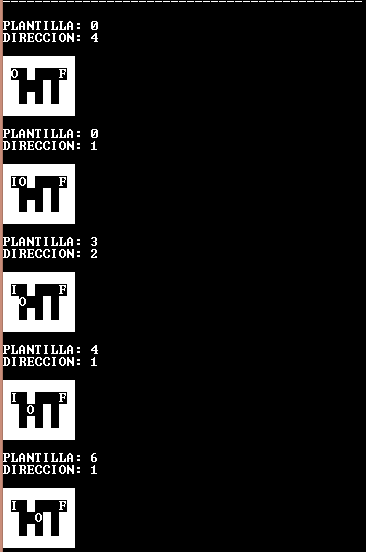 PLANTILLA: 0
DIRECCION: 4
O F
PLANTILLA: 0
DIRECCION: 1
IO F
PLANTILLA: 3
DIRECCION: 2
I F
O
PLANTILLA: 4
DIRECCION: 1
I F
O
PLANTILLA: 6
DIRECCION: 1
I F
O